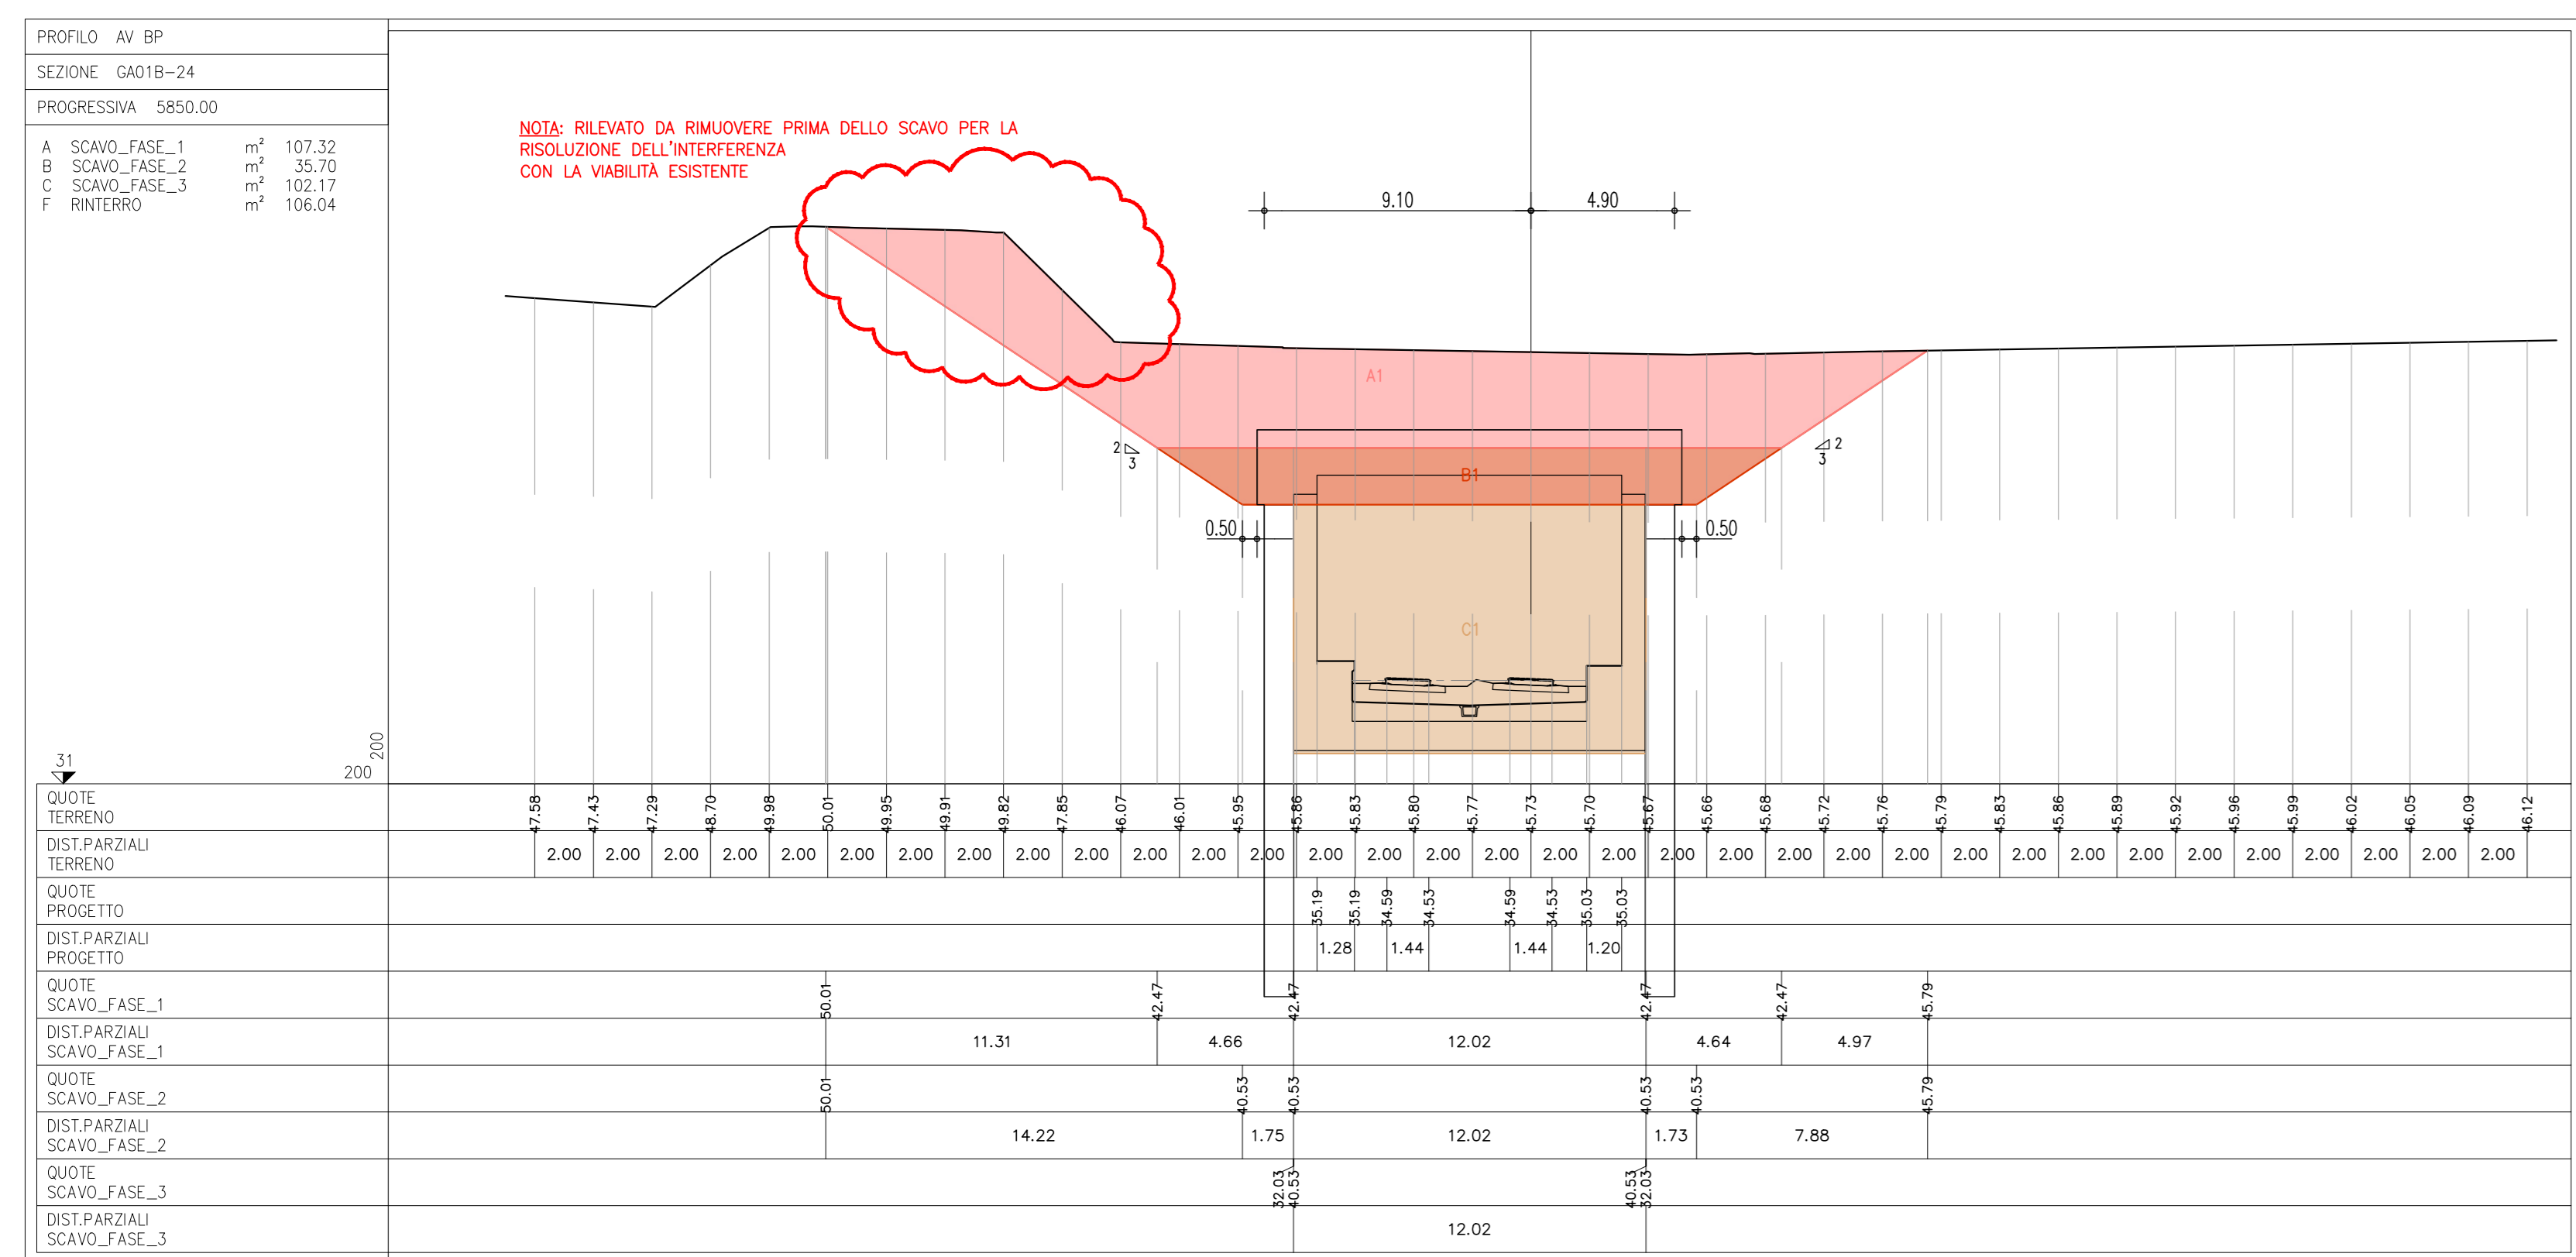 PROFILO AV BP
SEZIONE GA01B-24
PROGRESSIVA 5850.00
A SCAVO_FASE_1 m² 107.32
B SCAVO_FASE_2 m² 35.70
C SCAVO_FASE_3 m² 102.17
F RINTERRO m² 106.04
NOTA: RILEVATO DA RIMUOVERE PRIMA DELLO SCAVO PER LA
RISOLUZIONE DELL'INTERFERENZA
CON LA VIABILITÀ ESISTENTE
9.10 4.90
A1
2 3
2 3
B1
0.50 0.50
C1
31
200
200
QUOTE
TERRENO
47.58 47.43 47.29 48.70 49.98 50.01 49.95 49.91 49.82 47.85 46.07 46.01 45.95 45.86 45.83 45.80 45.77 45.73 45.70 45.67 45.66 45.68 45.72 45.76 45.79 45.83 45.86 45.89 45.92 45.96 45.99 46.02 46.05 46.09 46.12
DIST.PARZIALI
TERRENO
2.00 2.00 2.00 2.00 2.00 2.00 2.00 2.00 2.00 2.00 2.00 2.00 2.00 2.00 2.00 2.00 2.00 2.00 2.00 2.00 2.00 2.00 2.00 2.00 2.00 2.00 2.00 2.00 2.00 2.00 2.00 2.00 2.00 2.00
QUOTE
PROGETTO
35.19 35.19 34.59 34.53 34.59 34.53 35.03 35.03
DIST.PARZIALI
PROGETTO
1.28 1.44 1.44 1.20
QUOTE
SCAVO_FASE_1
50.01 42.47 42.47 42.47 42.47 45.79
DIST.PARZIALI
SCAVO_FASE_1
11.31 4.66 12.02 4.64 4.97
QUOTE
SCAVO_FASE_2
50.01 40.53 40.53 40.53 40.53 45.79
DIST.PARZIALI
SCAVO_FASE_2
14.22 1.75 12.02 1.73 7.88
QUOTE
SCAVO_FASE_3
32.03 40.53 40.53 32.03
DIST.PARZIALI
SCAVO_FASE_3
12.02